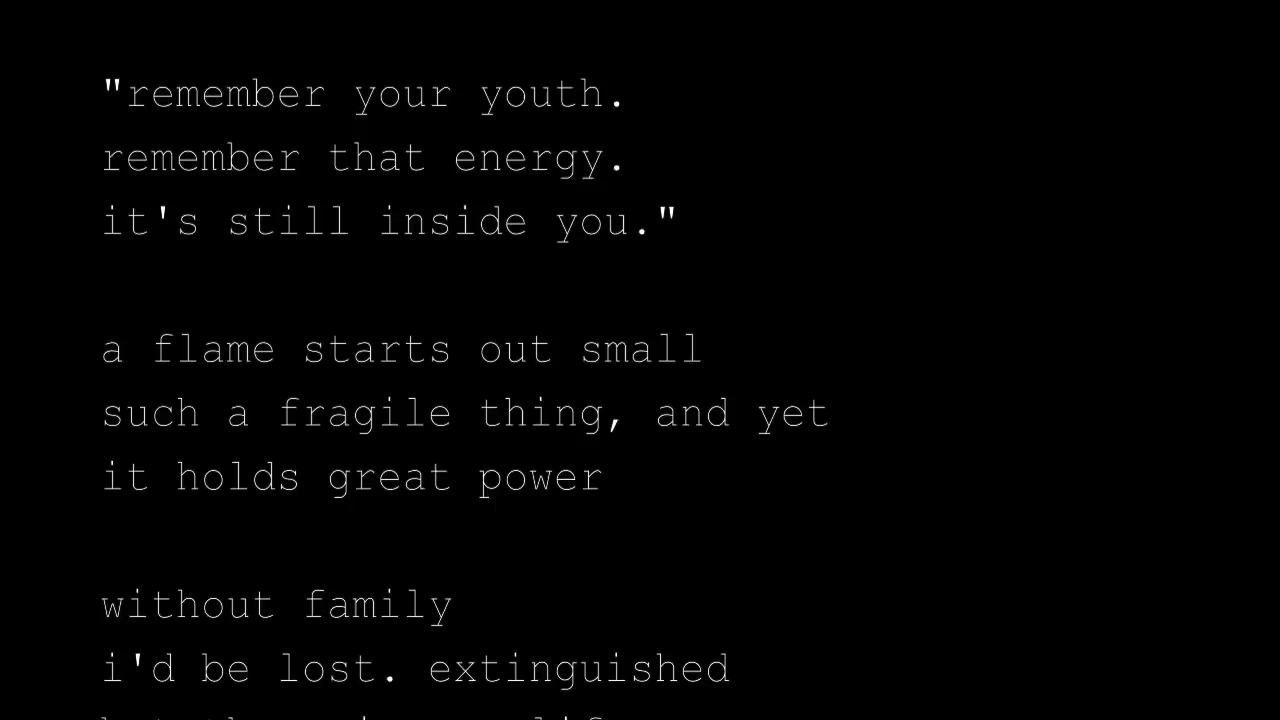 "remember your youth.
remember that energy.
it's still inside you."
a flame starts out small
such a fragile thing, and yet
it holds great power
without family
i'd be lost. extinguished